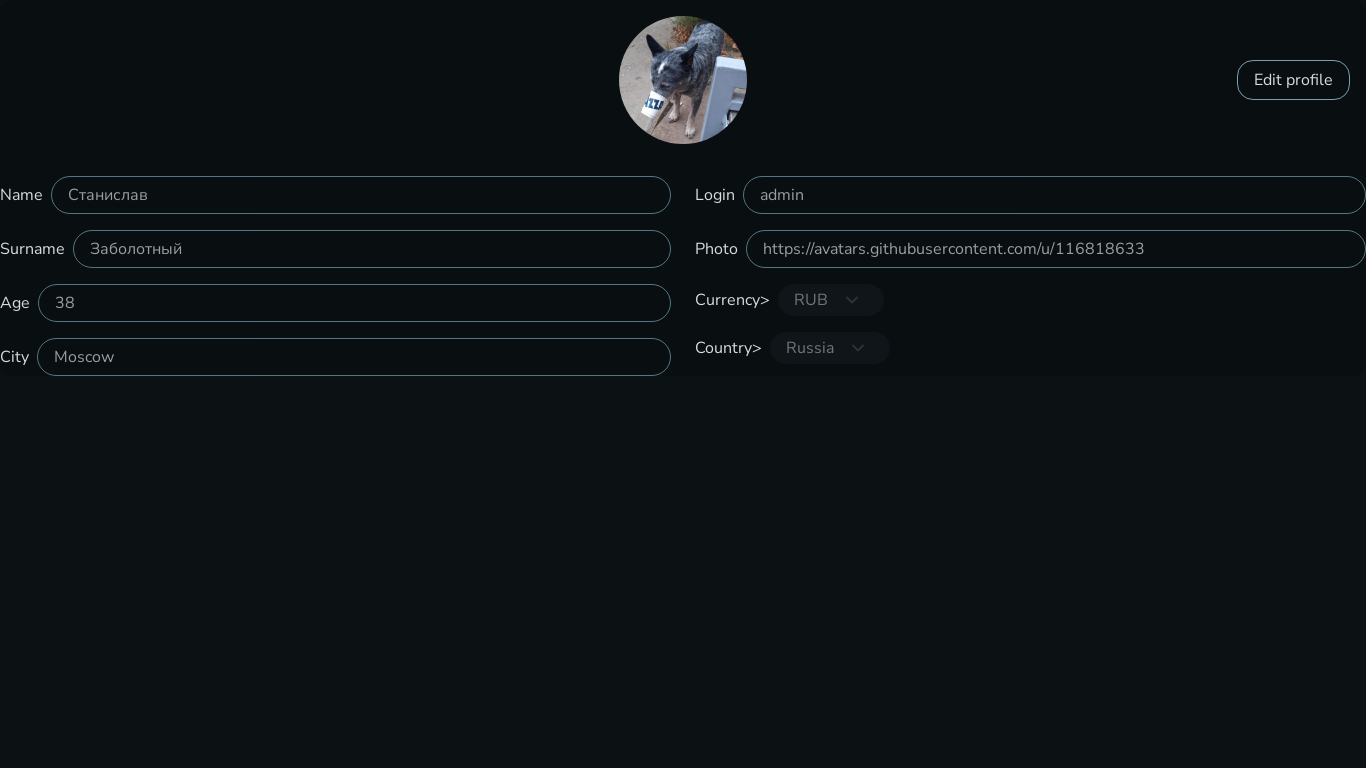 Edit profile
Name Станислав
Surname Заболотный
Age 38
City Moscow
Login admin
Photo https://avatars.githubusercontent.com/u/116818633
Currency> RUB
Country> Russia